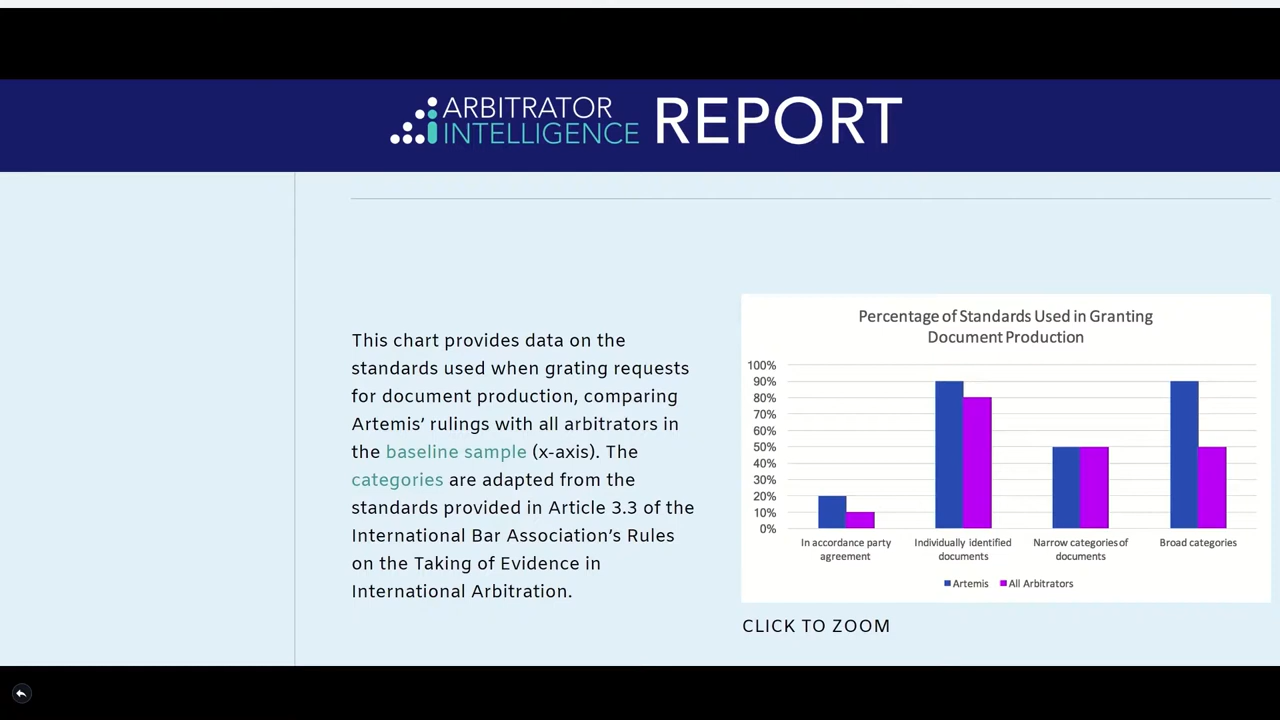 ARBITRATOR
INTELLIGENCE
REPORT
This chart provides data on the
standards used when grating requests
for document production, comparing
Artemis’ rulings with all arbitrators in
the baseline sample (x-axis). The
categories are adapted from the
standards provided in Article 3.3 of the
International Bar Association’s Rules
on the Taking of Evidence in
International Arbitration.
Percentage of Standards Used in Granting
Document Production
100%
90%
80%
70%
60%
50%
40%
30%
20%
10%
0%
In accordance party
agreement
Individually identified
documents
Narrow categories of
documents
Broad categories
Artemis
All Arbitrators
CLICK TO ZOOM